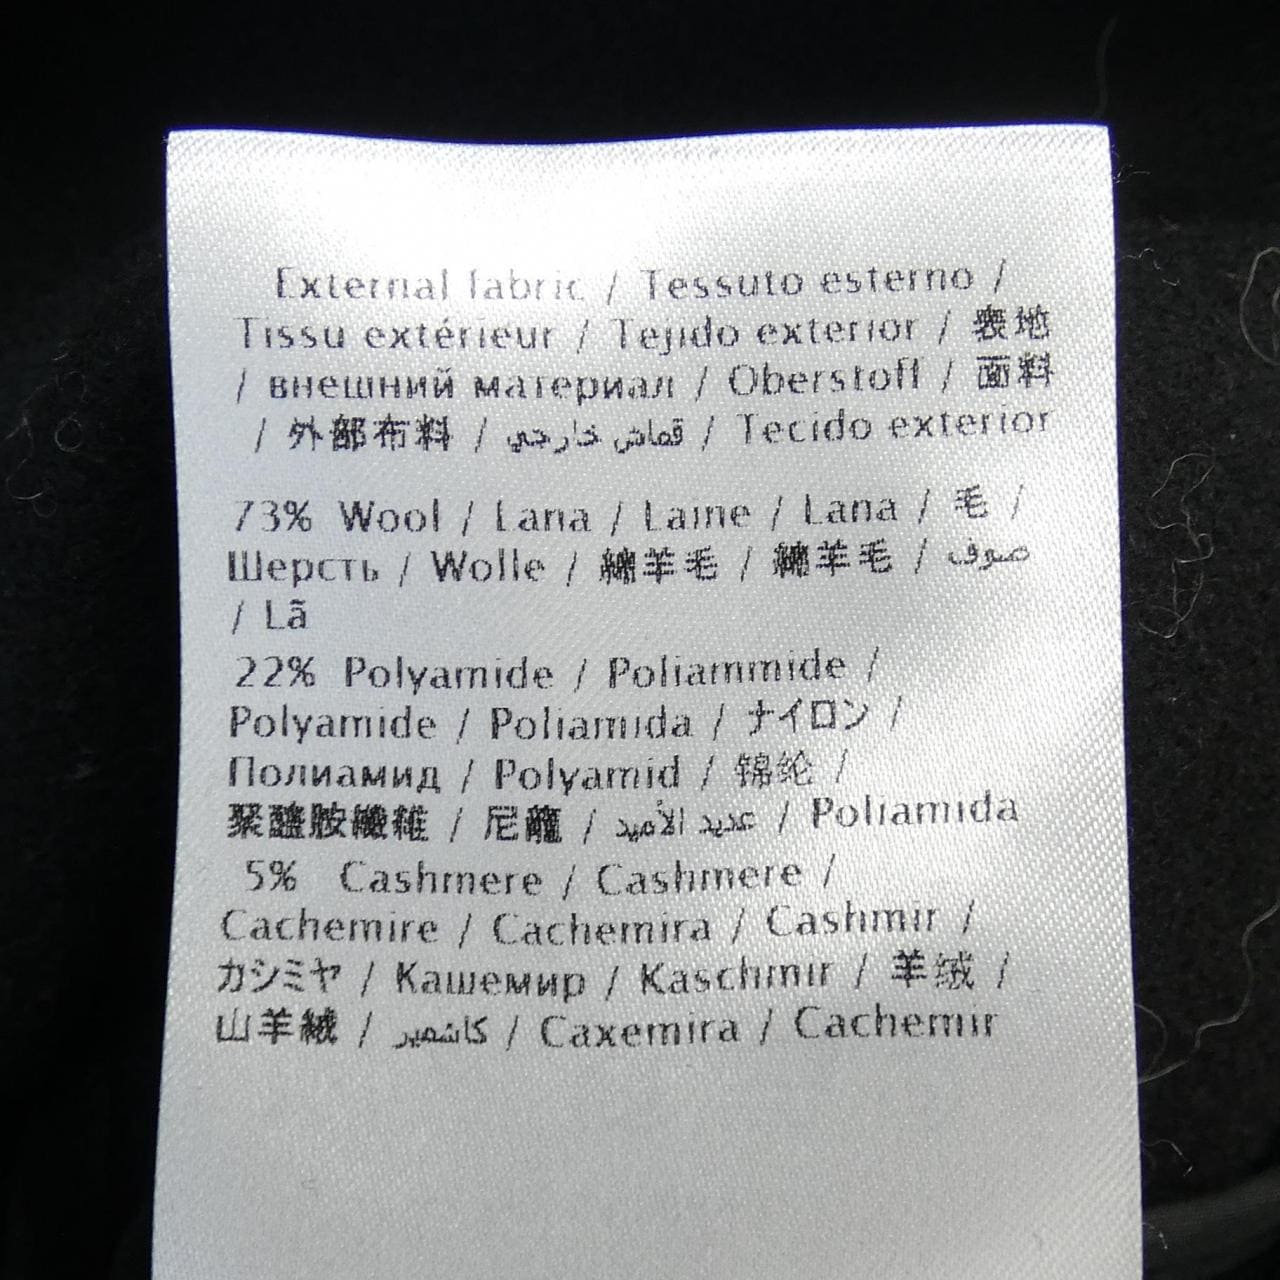 External fabric / Tessuto esterno /
Tissu extérieur / Tejido exterior / 表地
/ внешний материал / Oberstoff / 面料
/ 外部布料 / قماش خارجي / Tecido exterior
73% Wool / Lana / Laine / Lana / 毛 /
Шерсть / Wolle / 綿羊毛 / 綿羊毛 / صوف
/ Lã
22% Polyamide / Poliammide /
Polyamide / Poliamida / ナイロン /
Полиамид / Polyamid / 锦纶 /
聚醯胺纖維 / 尼龍 / عديد الأميد / Poliamida
5% Cashmere / Cashmere /
Cachemire / Cachemira / Cashmir /
カシミヤ / Кашемир / Kaschmir / 羊绒 /
山羊絨 / كاشمير / Caxemira / Cachemir